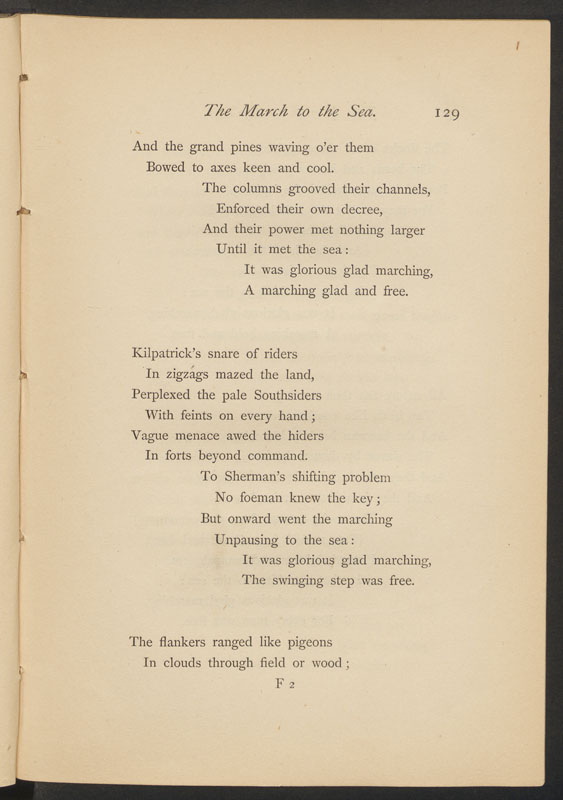 1
The March to the Sea. 129
And the grand pines waving o'er them
Bowed to axes keen and cool.
The columns grooved their channels,
Enforced their own decree,
And their power met nothing larger
Until it met the sea:
It was glorious glad marching,
A marching glad and free.
Kilpatrick's snare of riders
In zigzags mazed the land,
Perplexed the pale Southsiders
With feints on every hand;
Vague menace awed the hiders
In forts beyond command.
To Sherman's shifting problem
No foeman knew the key;
But onward went the marching
Unpausing to the sea:
It was glorious glad marching,
The swinging step was free.
The flankers ranged like pigeons
In clouds through field or wood;
F 2